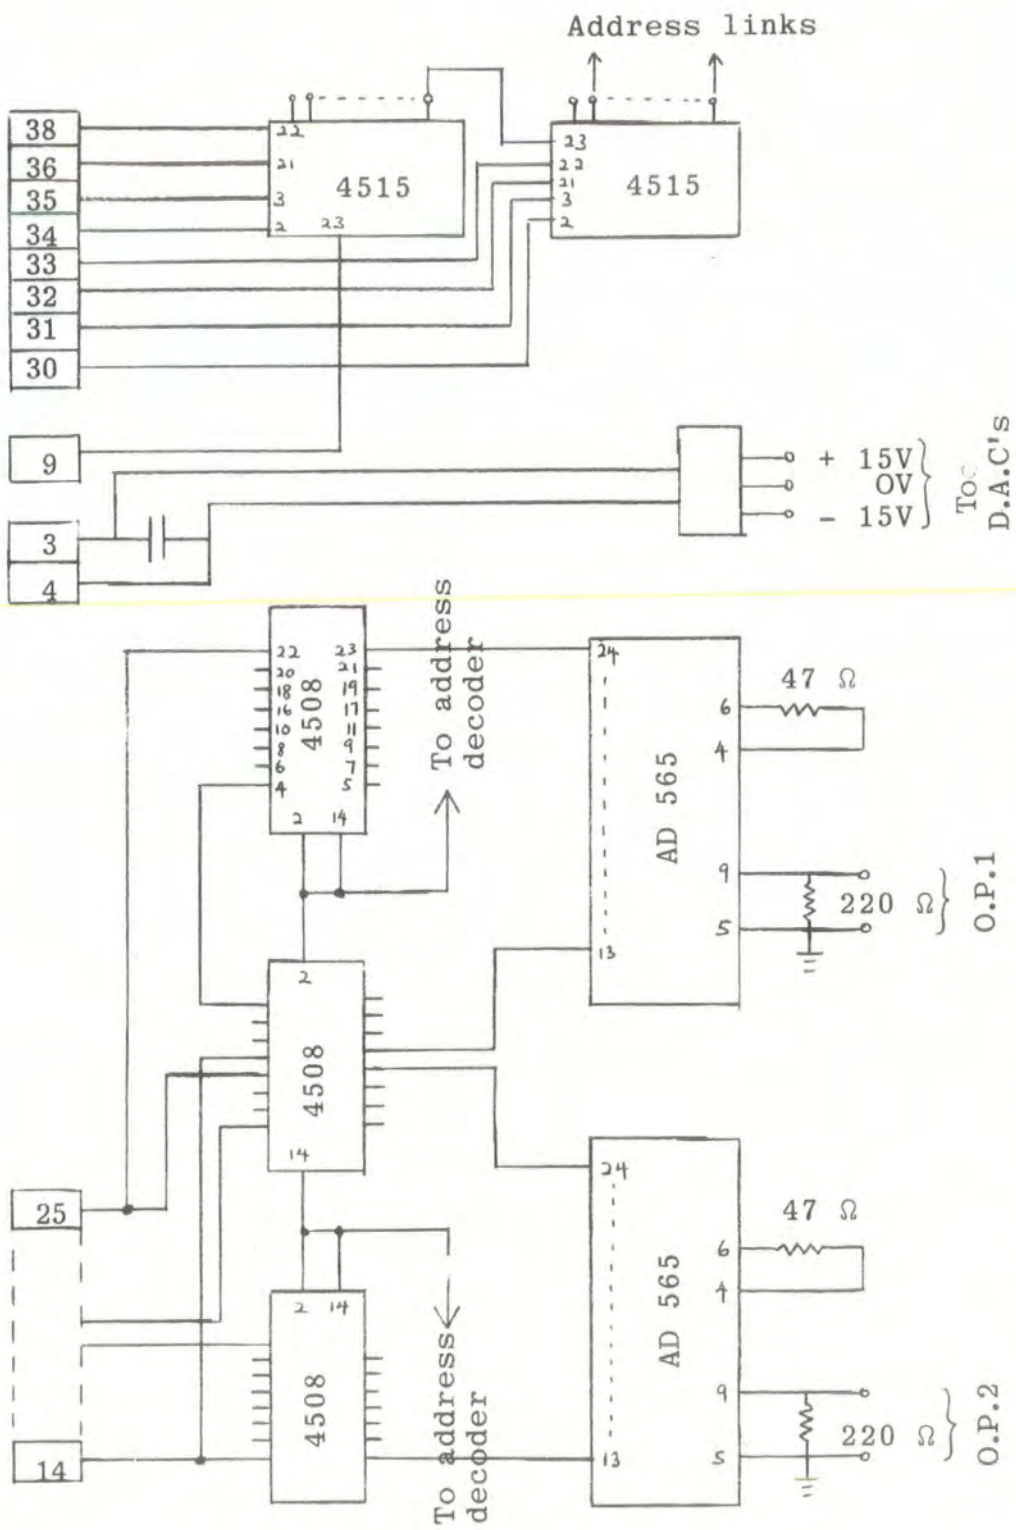 Address links
38
36
35
34
33
32
31
30
9
3
4
22
21
3
2
23
4515
23
22
21
3
2
4515
+ 15V
0V
- 15V
To
D.A.C's
22 23
20 21
18 19
16 17
10 11
8 9
6 7
4 5
2 14
4508
To address
decoder
24
13
AD 565
6
4
9
5
47 Ω
220 Ω
O.P.1
2
4508
14
25
14
2 14
4508
To address
decoder
24
13
AD 565
6
4
9
5
47 Ω
220 Ω
O.P.2